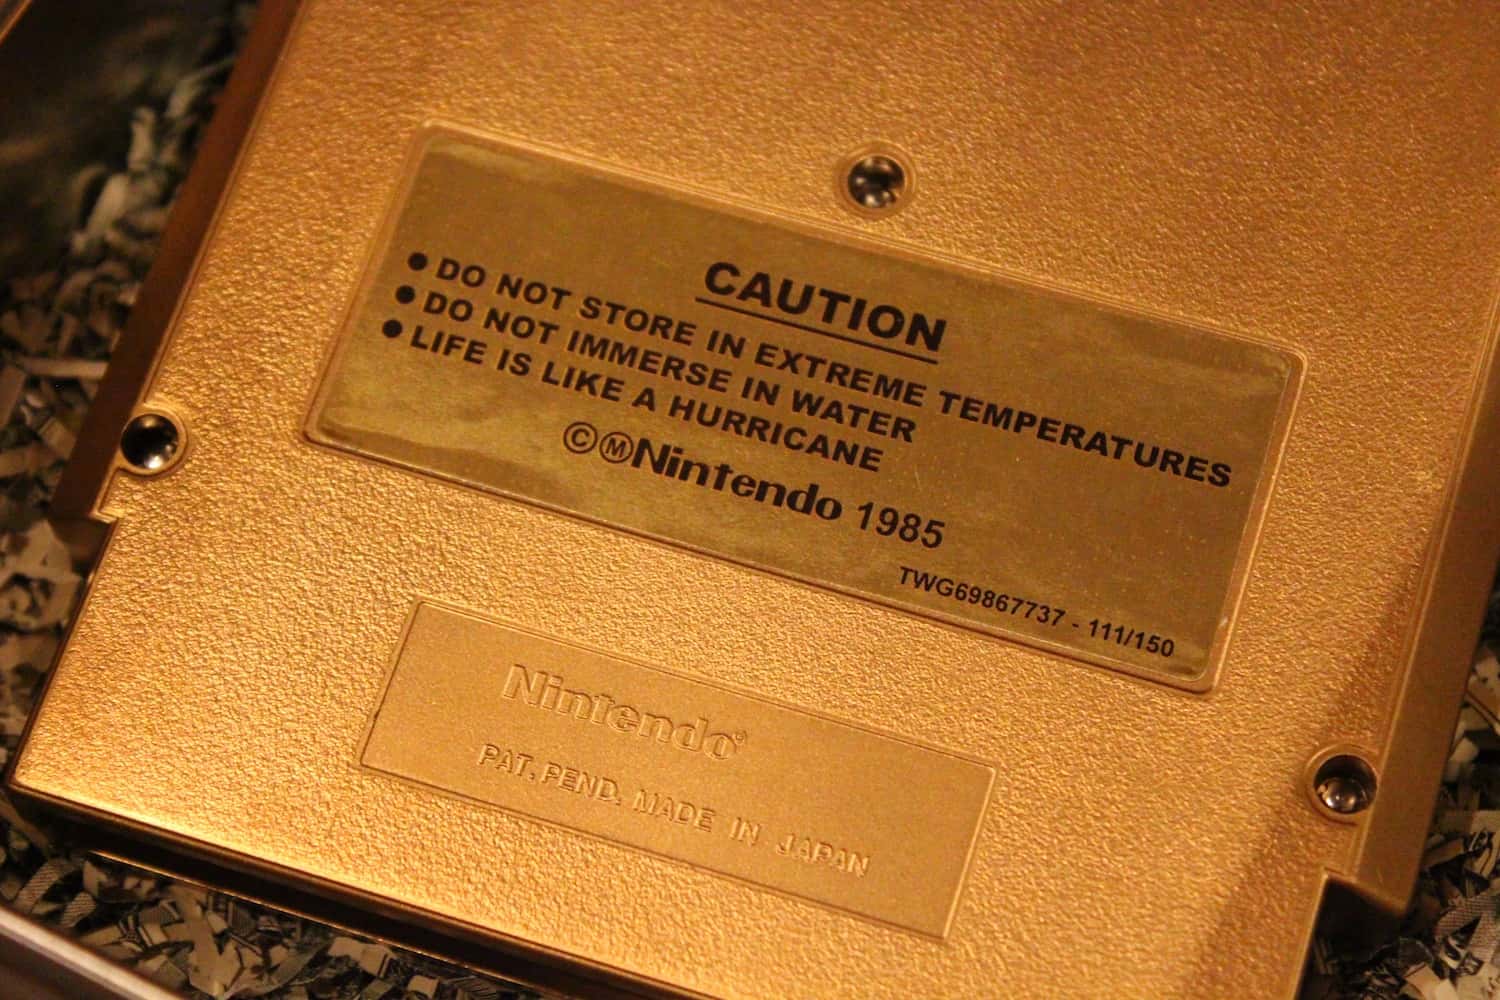 CAUTION
● DO NOT STORE IN EXTREME TEMPERATURES
● DO NOT IMMERSE IN WATER
● LIFE IS LIKE A HURRICANE
©ⓂNintendo 1985
TWG69867737 - 111/150
Nintendo®
PAT. PEND. MADE IN JAPAN